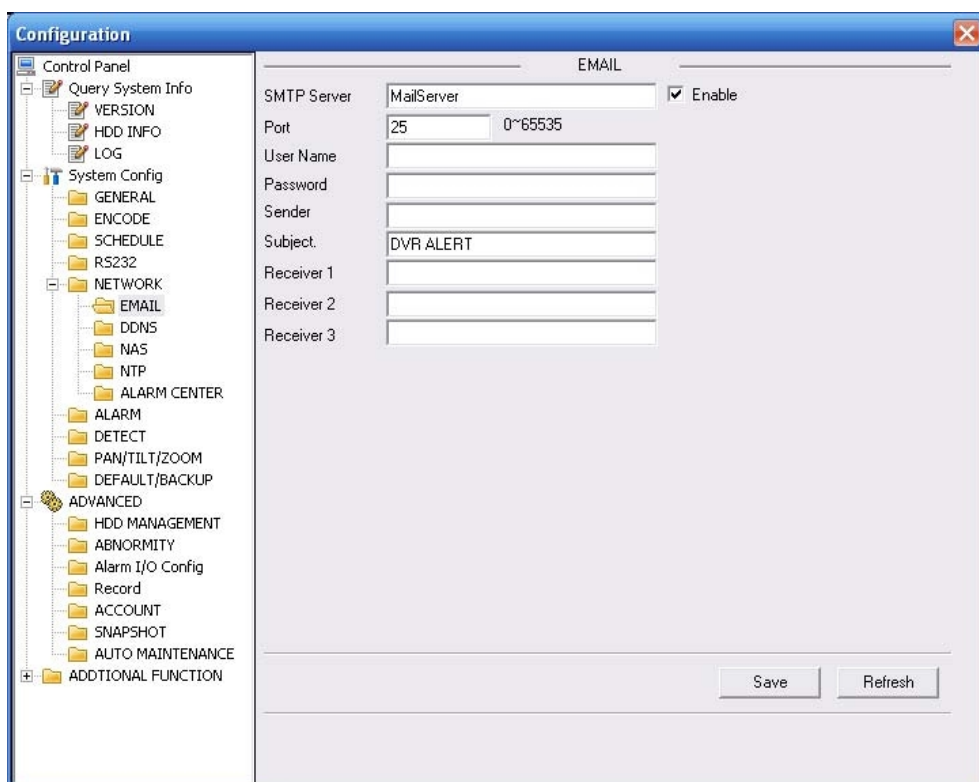 Configuration
Control Panel
Query System Info
VERSION
HDD INFO
LOG
System Config
GENERAL
ENCODE
SCHEDULE
RS232
NETWORK
EMAIL
DDNS
NAS
NTP
ALARM CENTER
ALARM
DETECT
PAN/TILT/ZOOM
DEFAULT/BACKUP
ADVANCED
HDD MANAGEMENT
ABNORMITY
Alarm I/O Config
Record
ACCOUNT
SNAPSHOT
AUTO MAINTENANCE
ADDTIONAL FUNCTION
EMAIL
SMTP Server MailServer Enable
Port 25 0~65535
User Name
Password
Sender
Subject. DVR ALERT
Receiver 1
Receiver 2
Receiver 3
Save Refresh